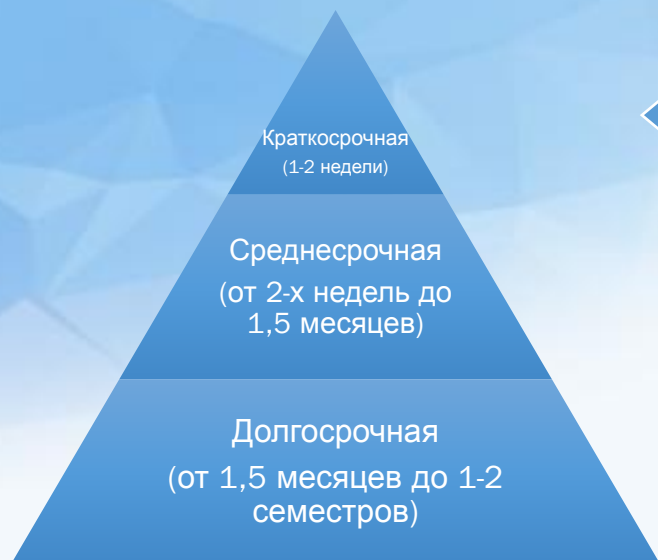 Краткосрочная
(1-2 недели)
Среднесрочная
(от 2-х недель до
1,5 месяцев)
Долгосрочная
(от 1,5 месяцев до 1-2
семестров)